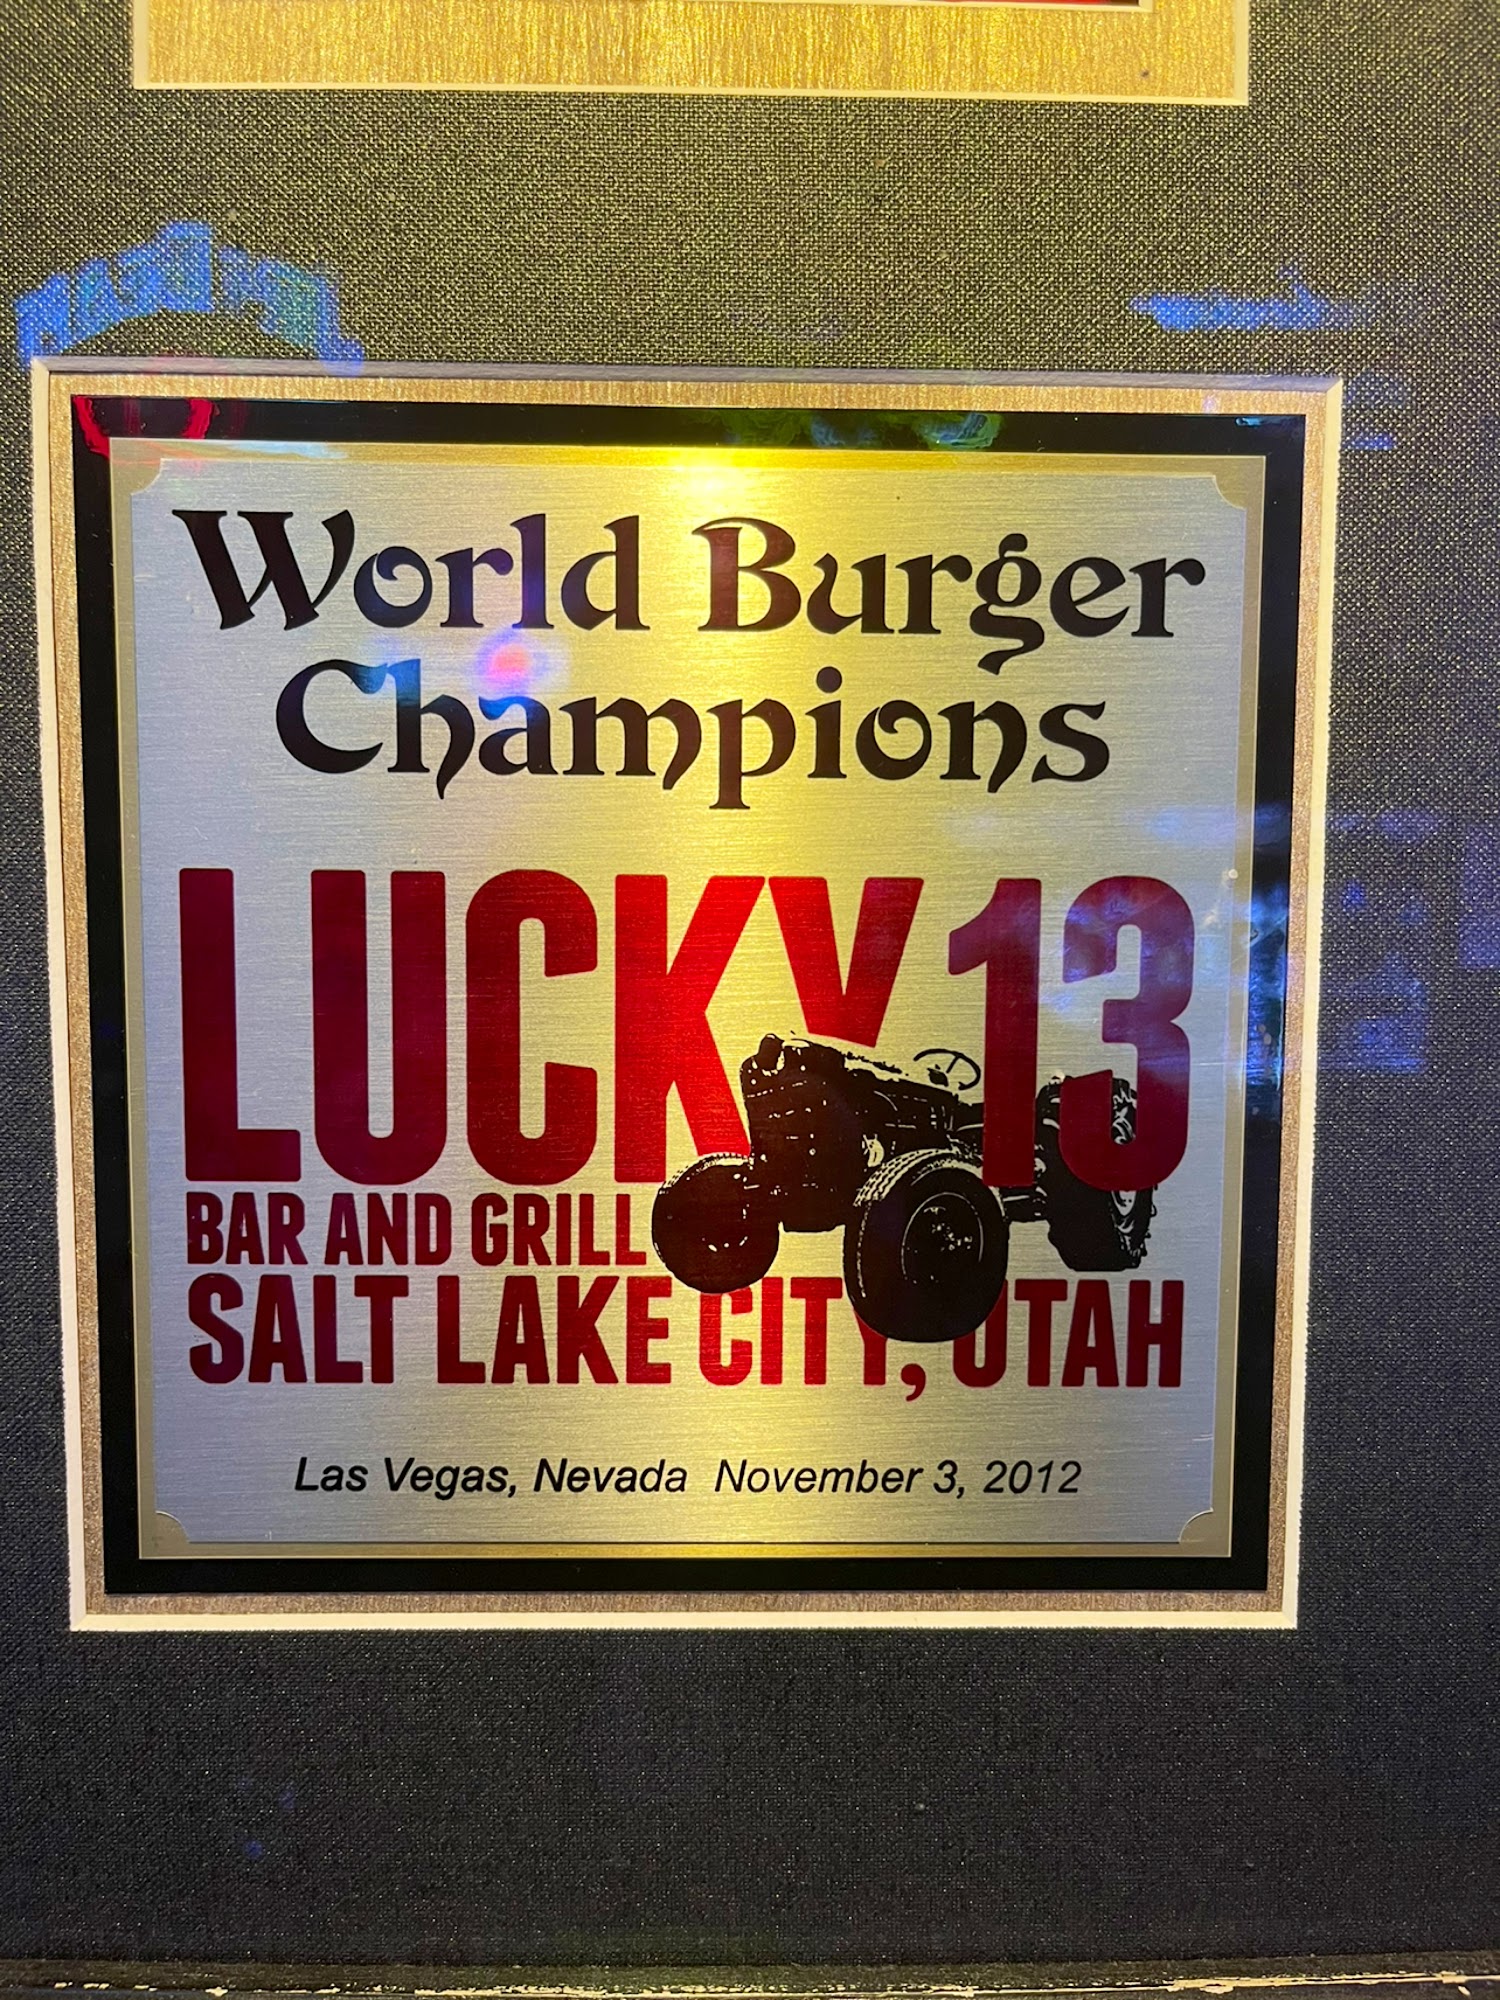 World Burger
Champions
LUCKY 13
BAR AND GRILL
SALT LAKE CITY, UTAH
Las Vegas, Nevada November 3, 2012